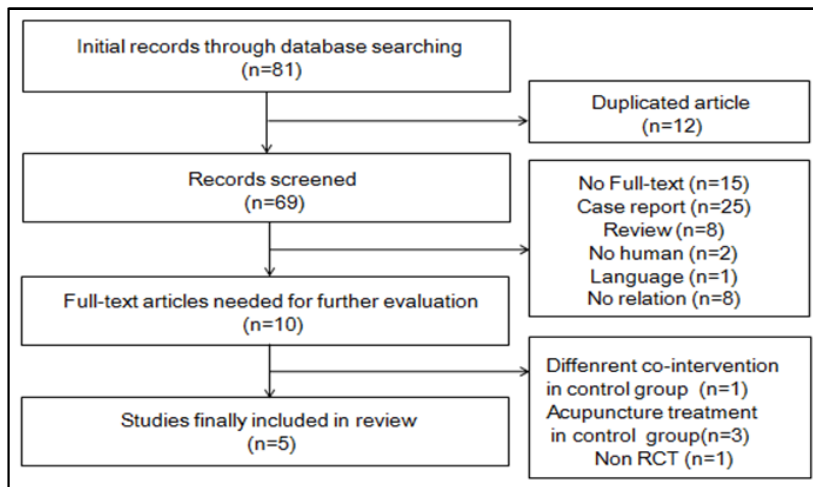 Initial records through database searching
(n=81)
Duplicated article
(n=12)
Records screened
(n=69)
No Full-text (n=15)
Case report (n=25)
Review (n=8)
No human (n=2)
Language (n=1)
No relation (n=8)
Full-text articles needed for further evaluation
(n=10)
Diffenrent co-intervention
in control group (n=1)
Acupuncture treatment
in control group(n=3)
Non RCT (n=1)
Studies finally included in review
(n=5)